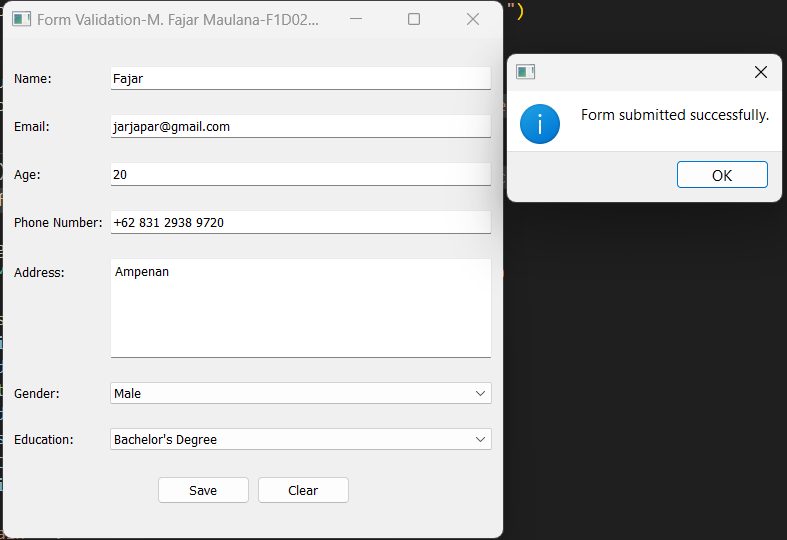 Form Validation-M. Fajar Maulana-F1D02...
Name:
Fajar
Email:
jarjapar@gmail.com
Age:
20
Phone Number:
+62 831 2938 9720
Address:
Ampenan
Gender:
Male
Education:
Bachelor's Degree
Save
Clear
")
Form submitted successfully.
OK